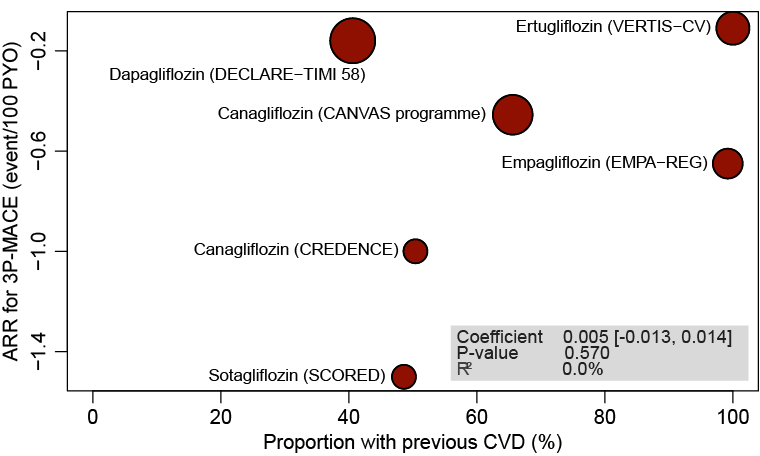 ARR for 3P-MACE (event/100 PYO)
−0.2
−0.6
−1.0
−1.4
Ertugliflozin (VERTIS−CV)
Dapagliflozin (DECLARE−TIMI 58)
Canagliflozin (CANVAS programme)
Empagliflozin (EMPA−REG)
Canagliflozin (CREDENCE)
Sotagliflozin (SCORED)
Coefficient 0.005 [-0.013, 0.014]
P-value 0.570
R² 0.0%
0 20 40 60 80 100
Proportion with previous CVD (%)